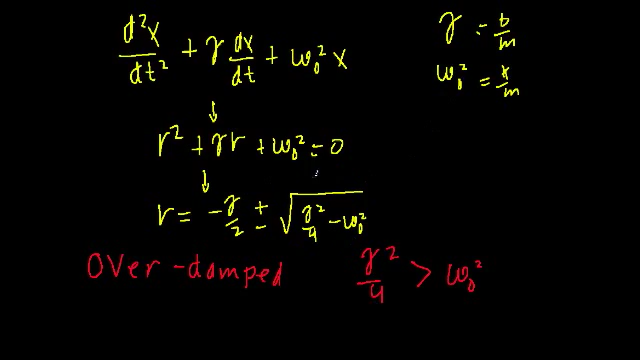 d²x/dt² + γ dx/dt + ω₀² x
γ = b/m
ω₀² = k/m
↓
r² + γr + ω₀² = 0
↓
r = -γ/2 ± √(γ²/4 - ω₀²)
Over-damped γ²/4 > ω₀²